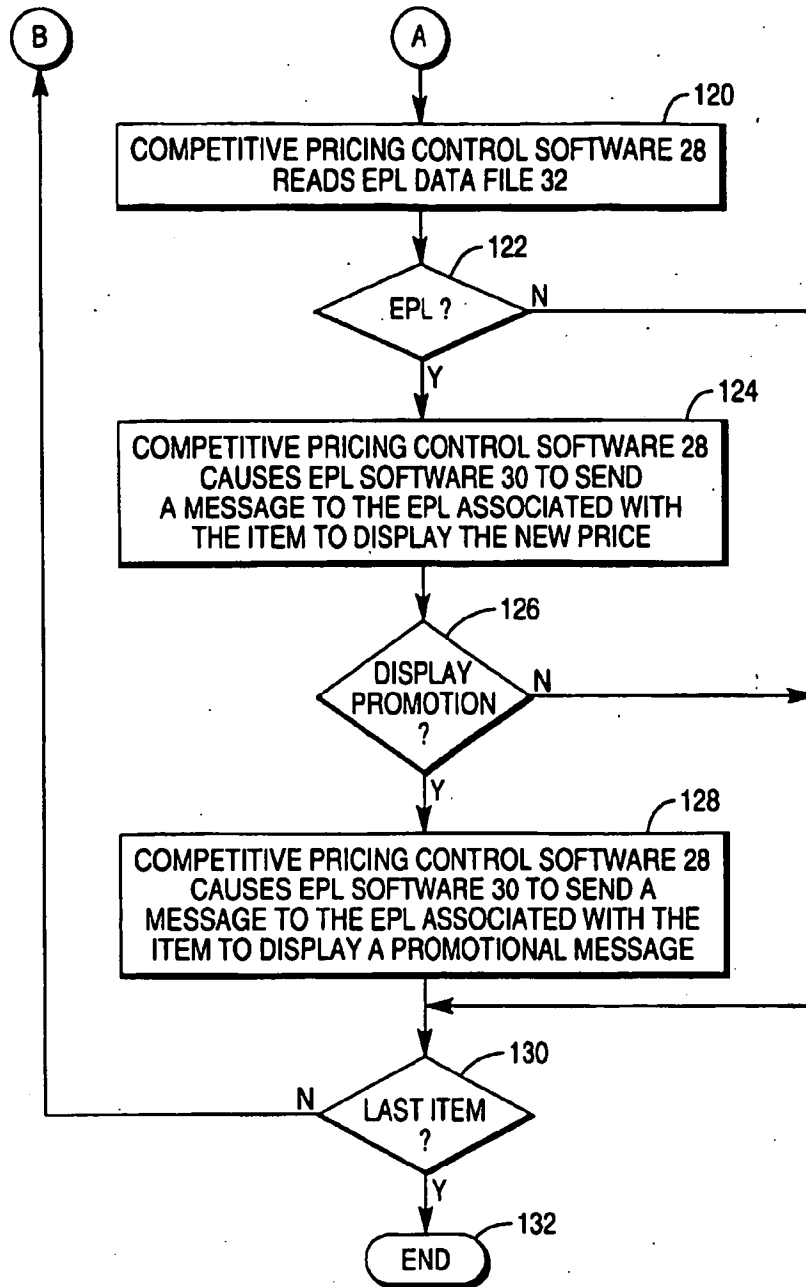 B
A
120
COMPETITIVE PRICING CONTROL SOFTWARE 28
READS EPL DATA FILE 32
122
EPL ?
N
Y
124
COMPETITIVE PRICING CONTROL SOFTWARE 28
CAUSES EPL SOFTWARE 30 TO SEND
A MESSAGE TO THE EPL ASSOCIATED WITH
THE ITEM TO DISPLAY THE NEW PRICE
126
DISPLAY
PROMOTION
?
N
Y
128
COMPETITIVE PRICING CONTROL SOFTWARE 28
CAUSES EPL SOFTWARE 30 TO SEND A
MESSAGE TO THE EPL ASSOCIATED WITH THE
ITEM TO DISPLAY A PROMOTIONAL MESSAGE
130
N
LAST ITEM
?
Y
132
END